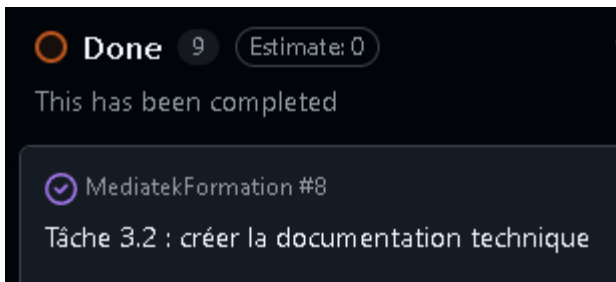 Done 9 Estimate: 0
This has been completed
MediatekFormation #8
Tâche 3.2 : créer la documentation technique